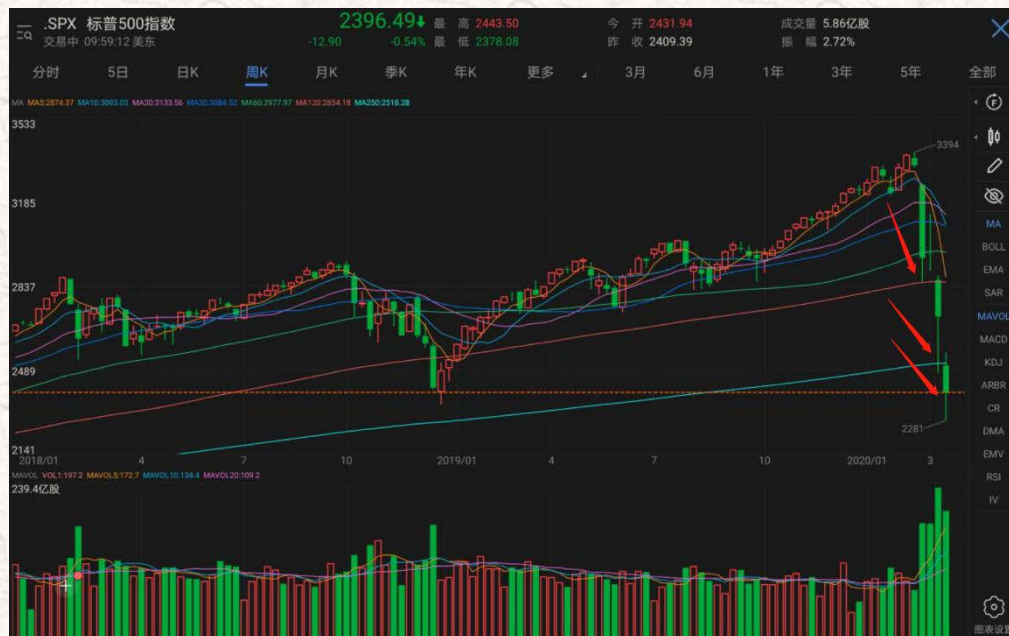 .SPX 标普500指数 2396.49 最 高 2443.50 今 开 2431.94 成交量 5.86亿股
交易中 09:59:12 美东 -12.90 -0.54% 最 低 2378.08 昨 收 2409.39 振 幅 2.72%
分时 5日 日K 周K 月K 季K 年K 更多 3月 6月 1年 3年 5年 全部
MA MA5:2874.37 MA10:3093.03 MA20:3133.56 MA30:3084.52 MA60:2977.97 MA120:2854.18 MA250:2518.28
3533
3394
3185
2837
2489
2281
2141
2018/01 4 7 10 2019/01 4 7 10 2020/01 3
MAVOL VOL1:197.2 MAVOL5:172.7 MAVOL10:134.4 MAVOL20:109.2
239.4亿股
F
MA
BOLL
EMA
SAR
MAVOL
MACD
KDJ
ARBR
CR
DMA
EMV
RSI
IV
图表设置